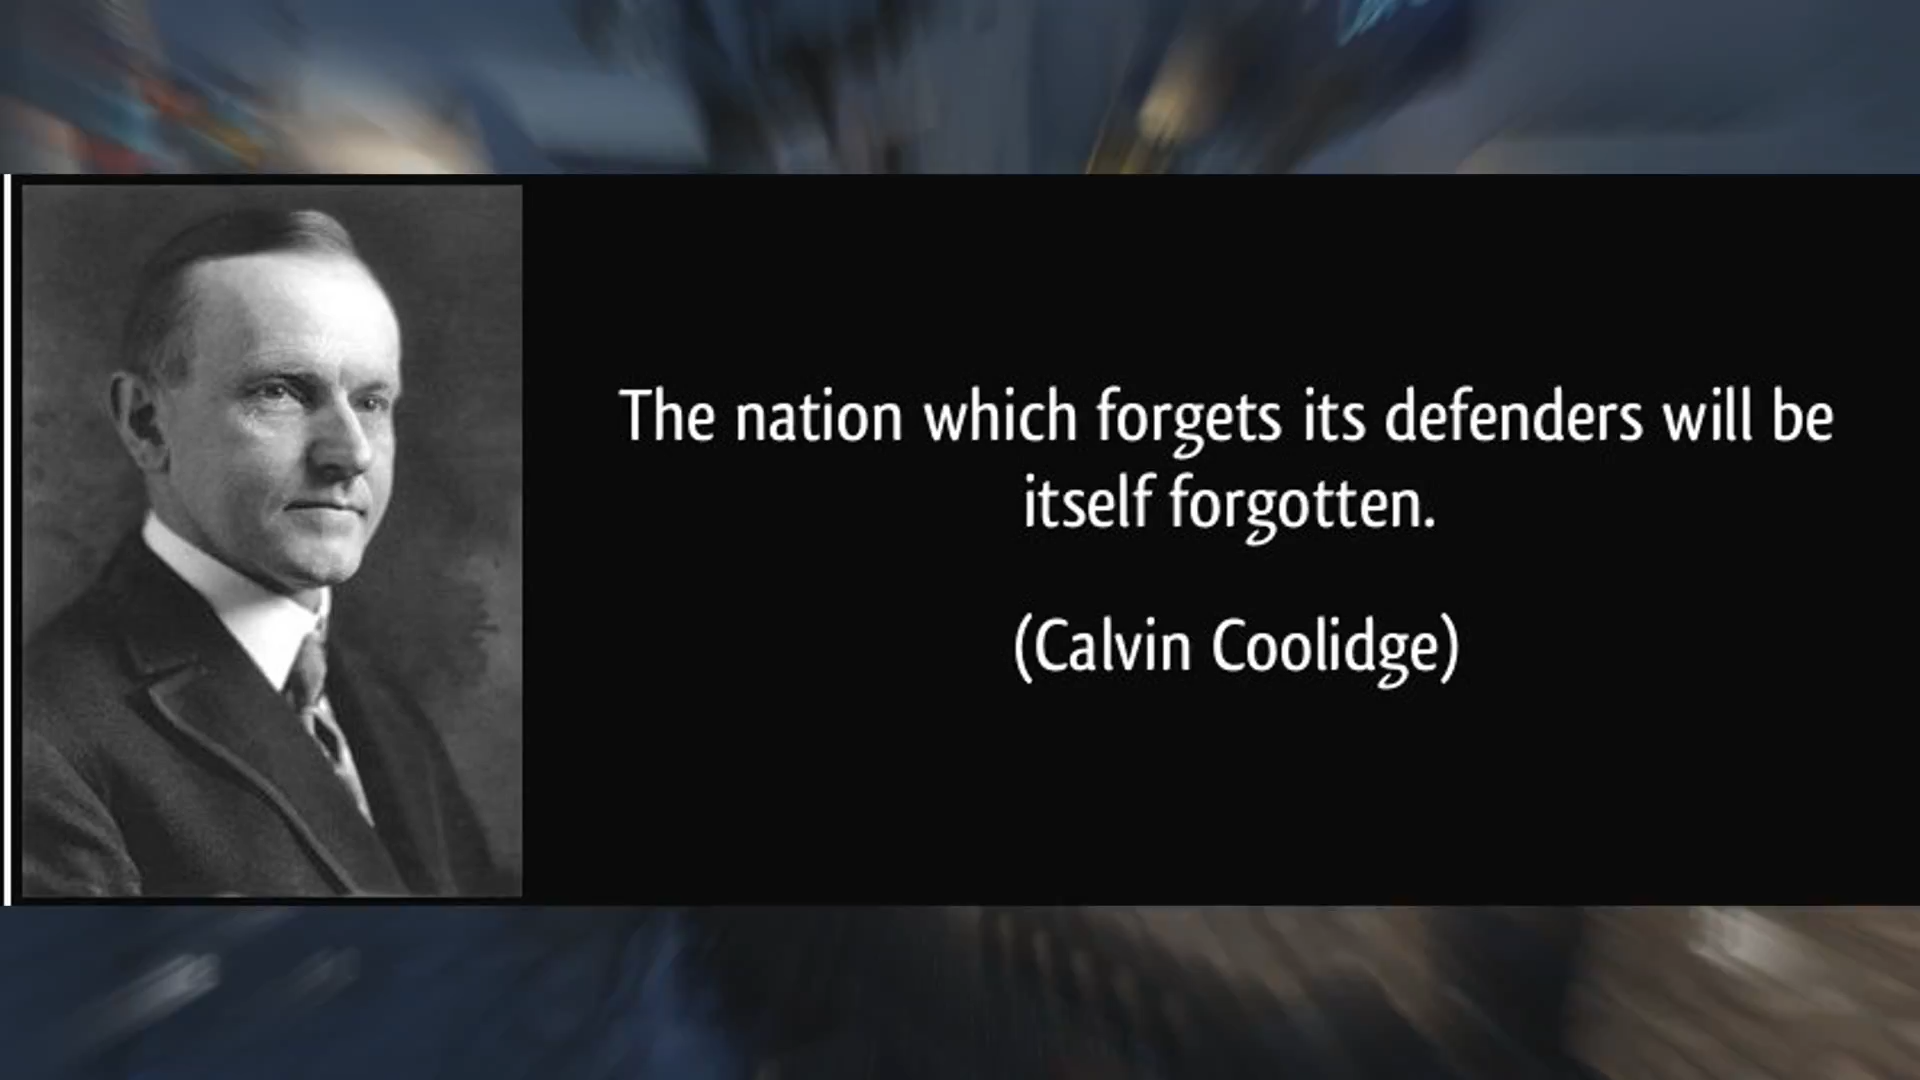 The nation which forgets its defenders will be
itself forgotten.
(Calvin Coolidge)